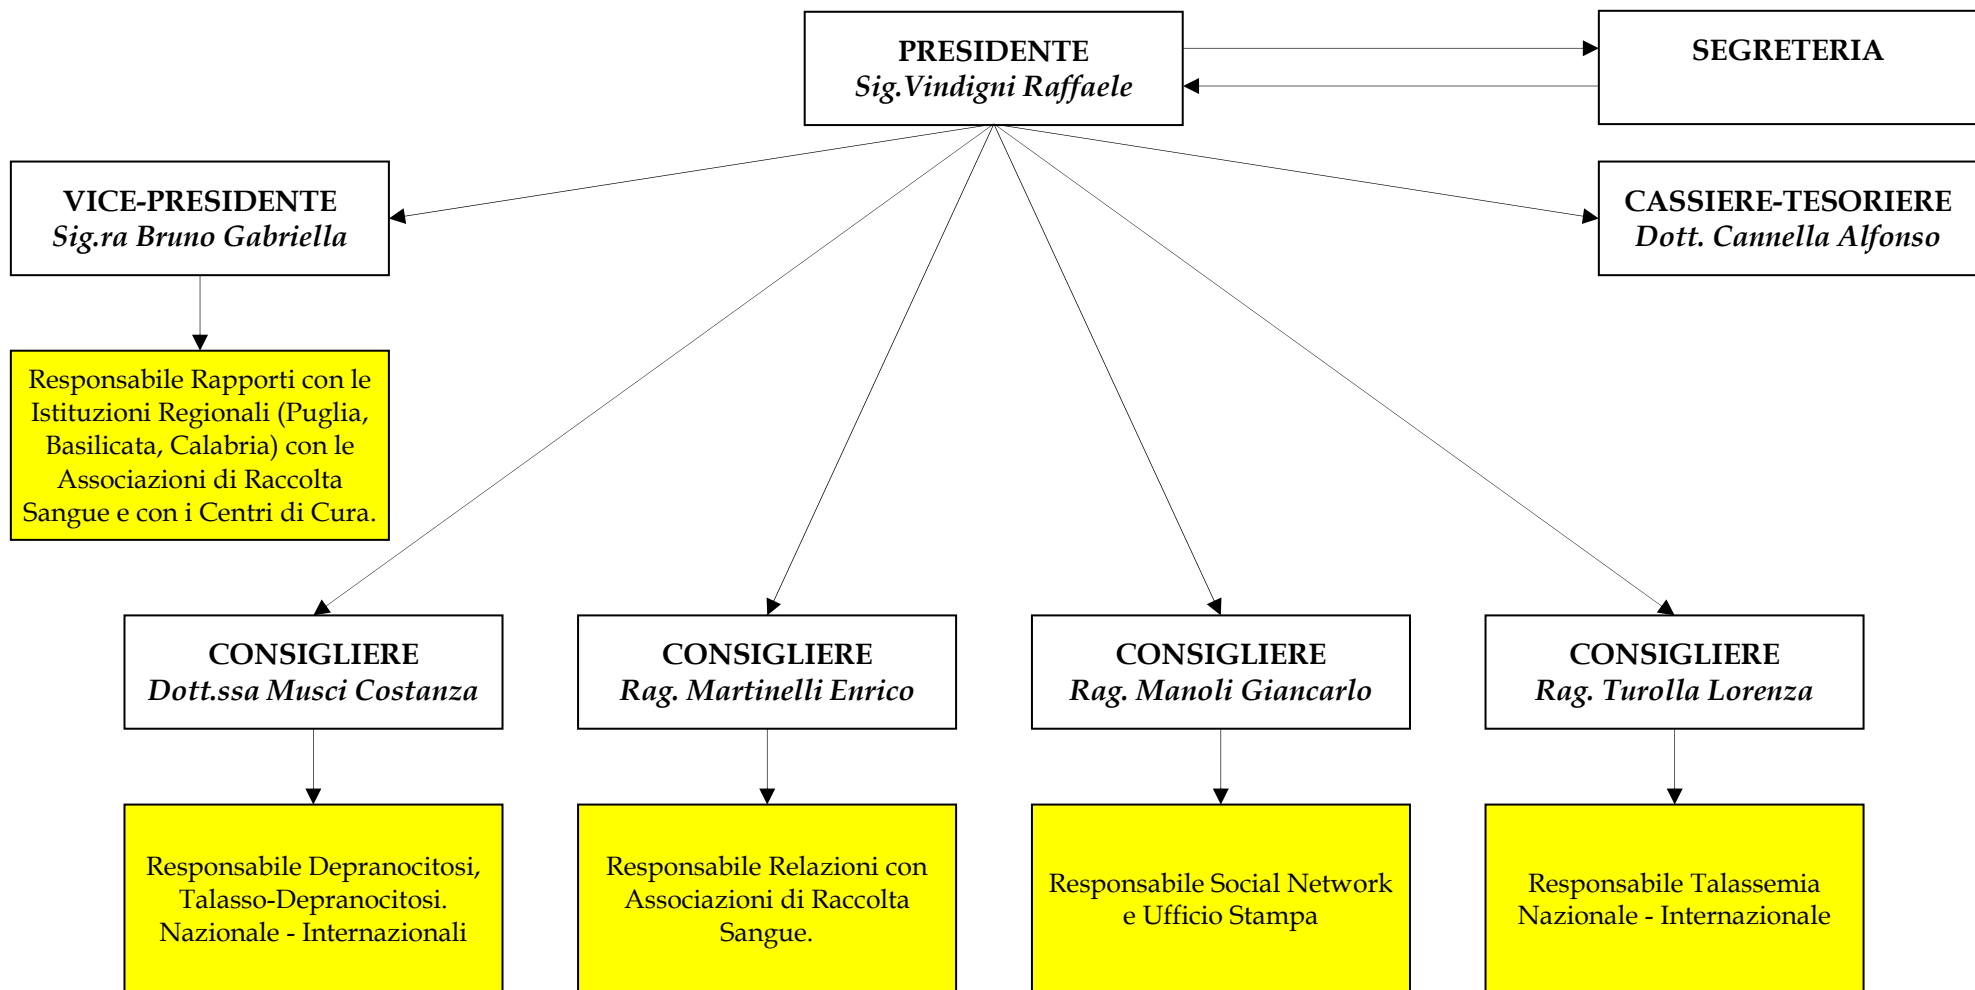 PRESIDENTE
Sig.Vindigni Raffaele
SEGRETERIA
VICE-PRESIDENTE
Sig.ra Bruno Gabriella
CASSIERE-TESORIERE
Dott. Cannella Alfonso
Responsabile Rapporti con le
Istituzioni Regionali (Puglia,
Basilicata, Calabria) con le
Associazioni di Raccolta
Sangue e con i Centri di Cura.
CONSIGLIERE
Dott.ssa Musci Costanza
CONSIGLIERE
Rag. Martinelli Enrico
CONSIGLIERE
Rag. Manoli Giancarlo
CONSIGLIERE
Rag. Turolla Lorenza
Responsabile Depranocitosi,
Talasso-Depranocitosi.
Nazionale - Internazionali
Responsabile Relazioni con
Associazioni di Raccolta
Sangue.
Responsabile Social Network
e Ufficio Stampa
Responsabile Talassemia
Nazionale - Internazionale